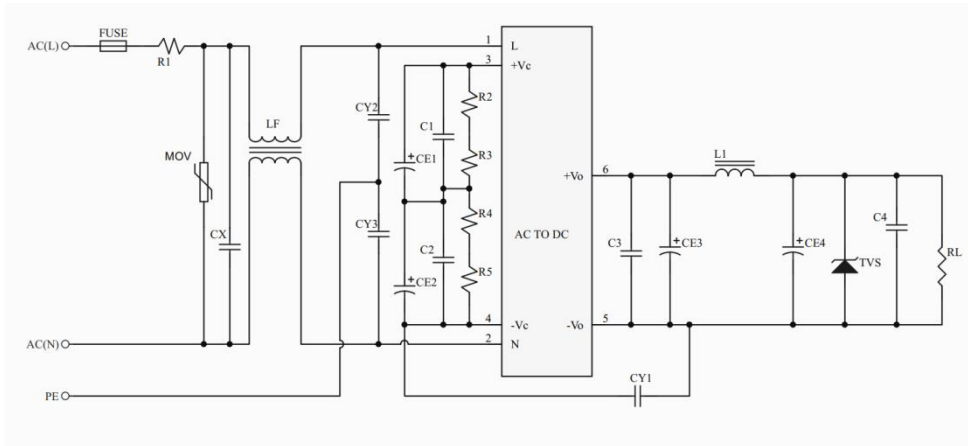 AC(L)
FUSE
R1
1
L
3
+Vc
R2
CY2
C1
LF
L1
MOV
R3
+CE1
6
+Vo
R4
C4
CX
CY3
AC TO DC
C2
C3
+CE3
+CE4
RL
TVS
R5
+CE2
4
-Vc
-Vo
5
AC(N)
2
N
CY1
PE